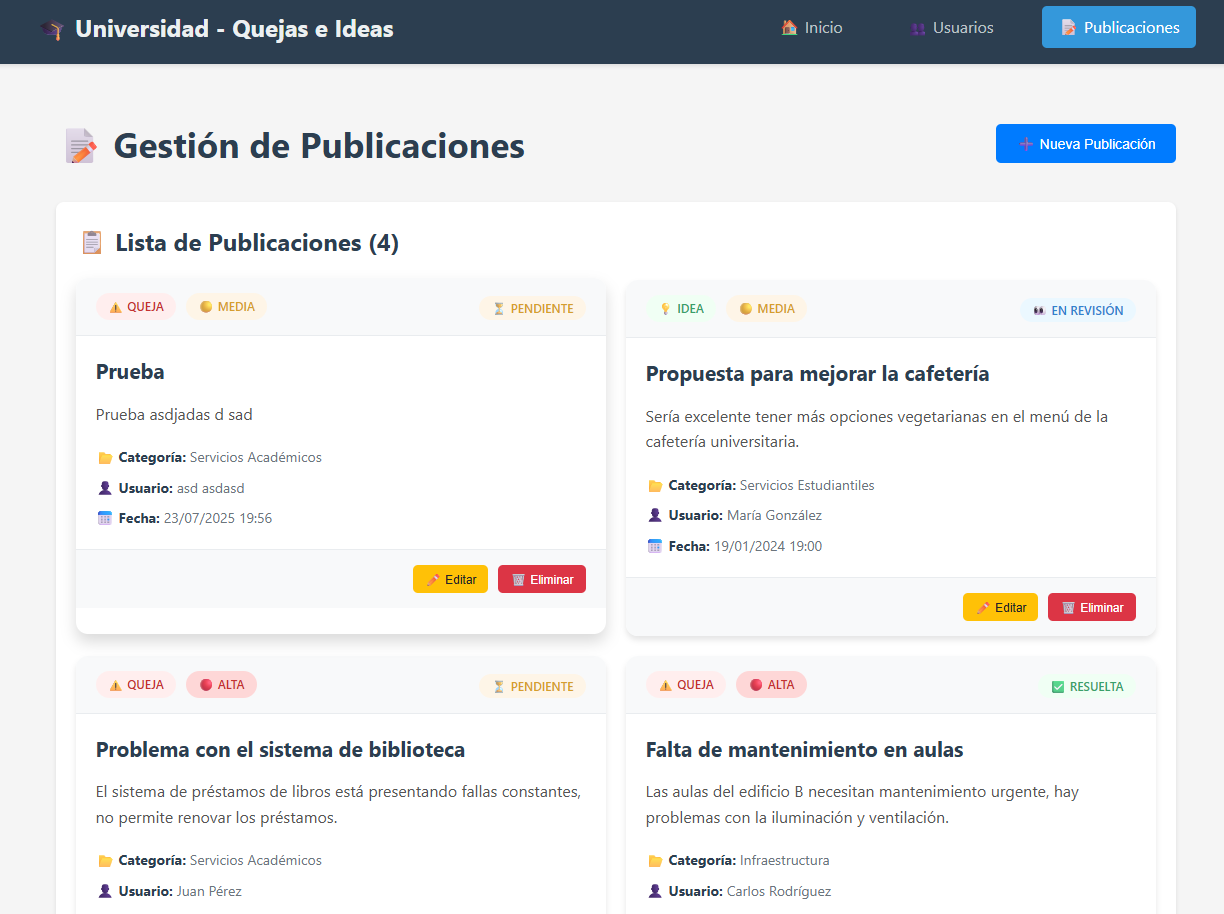 Universidad - Quejas e Ideas
Inicio
Usuarios
Publicaciones
Gestión de Publicaciones
Nueva Publicación
Lista de Publicaciones (4)
QUEJA MEDIA PENDIENTE
Prueba
Prueba asdjadas d sad
Categoría: Servicios Académicos
Usuario: asd asdasd
Fecha: 23/07/2025 19:56
Editar Eliminar
IDEA MEDIA EN REVISIÓN
Propuesta para mejorar la cafetería
Sería excelente tener más opciones vegetarianas en el menú de la
cafetería universitaria.
Categoría: Servicios Estudiantiles
Usuario: María González
Fecha: 19/01/2024 19:00
Editar Eliminar
QUEJA ALTA PENDIENTE
Problema con el sistema de biblioteca
El sistema de préstamos de libros está presentando fallas constantes,
no permite renovar los préstamos.
Categoría: Servicios Académicos
Usuario: Juan Pérez
QUEJA ALTA RESUELTA
Falta de mantenimiento en aulas
Las aulas del edificio B necesitan mantenimiento urgente, hay
problemas con la iluminación y ventilación.
Categoría: Infraestructura
Usuario: Carlos Rodríguez